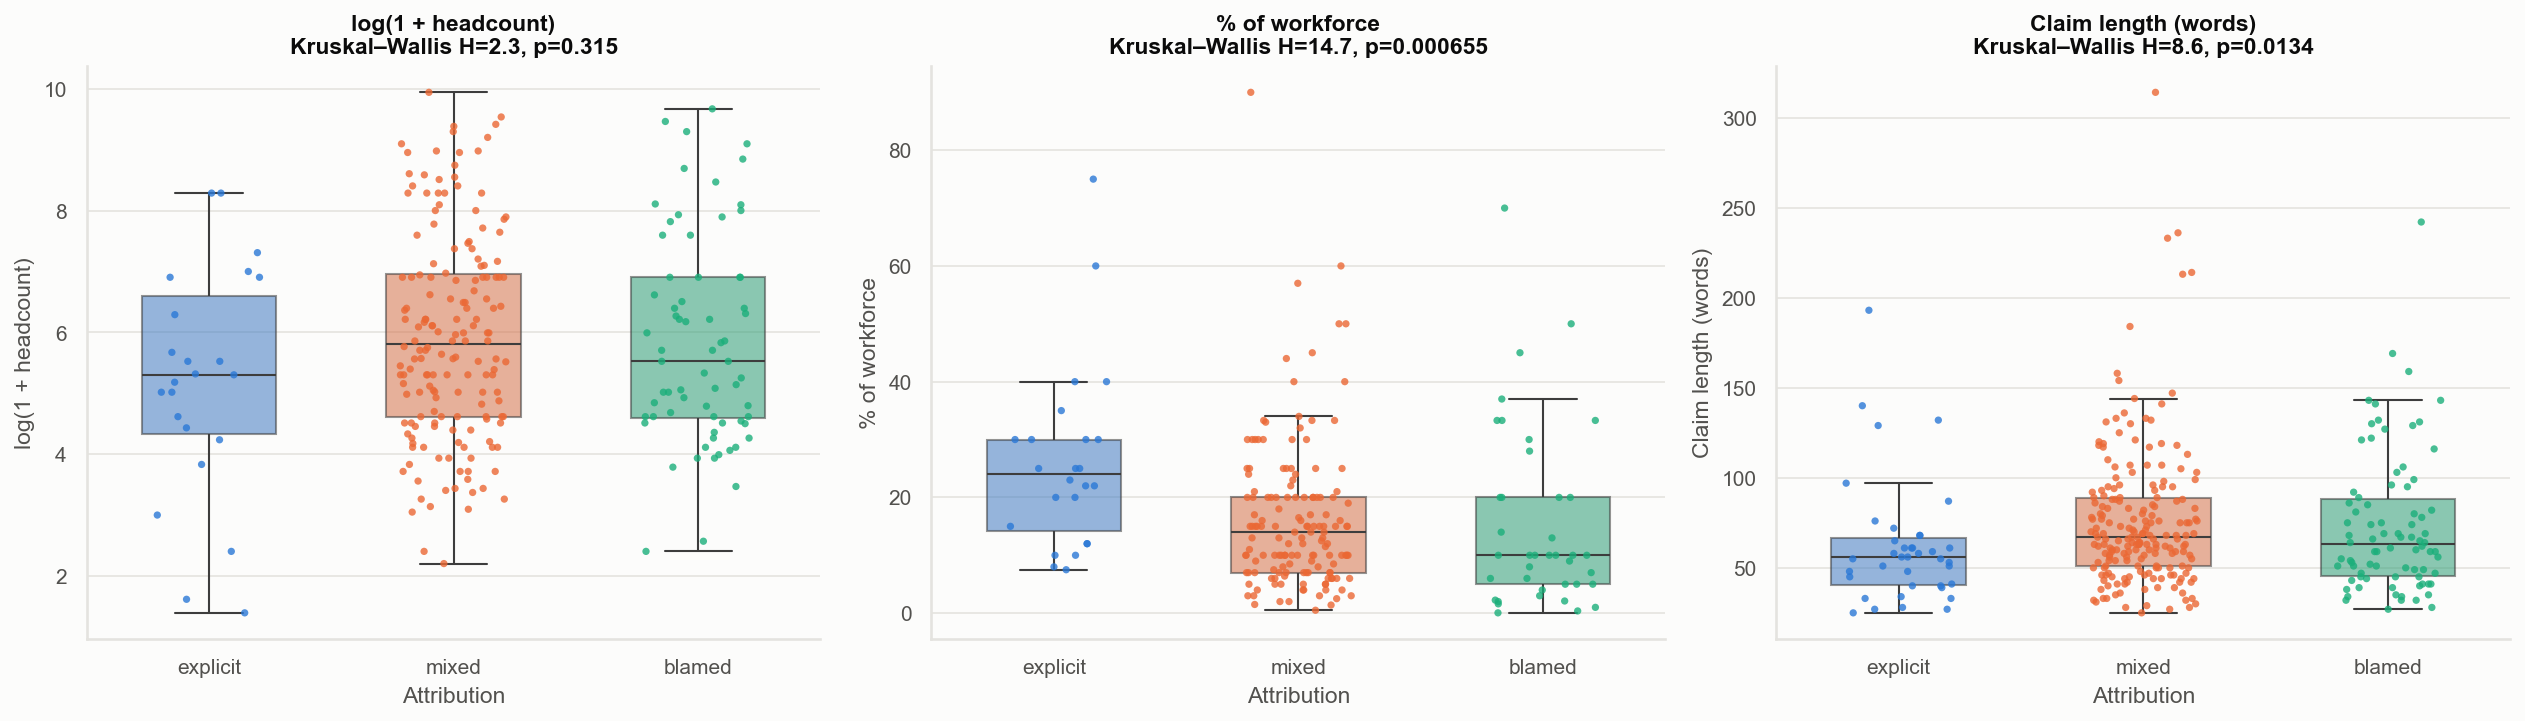 log(1 + headcount)
Kruskal–Wallis H=2.3, p=0.315
10
8
6
4
2
log(1 + headcount)
explicit
mixed
blamed
Attribution
% of workforce
Kruskal–Wallis H=14.7, p=0.000655
80
60
40
20
0
% of workforce
explicit
mixed
blamed
Attribution
Claim length (words)
Kruskal–Wallis H=8.6, p=0.0134
300
250
200
150
100
50
Claim length (words)
explicit
mixed
blamed
Attribution